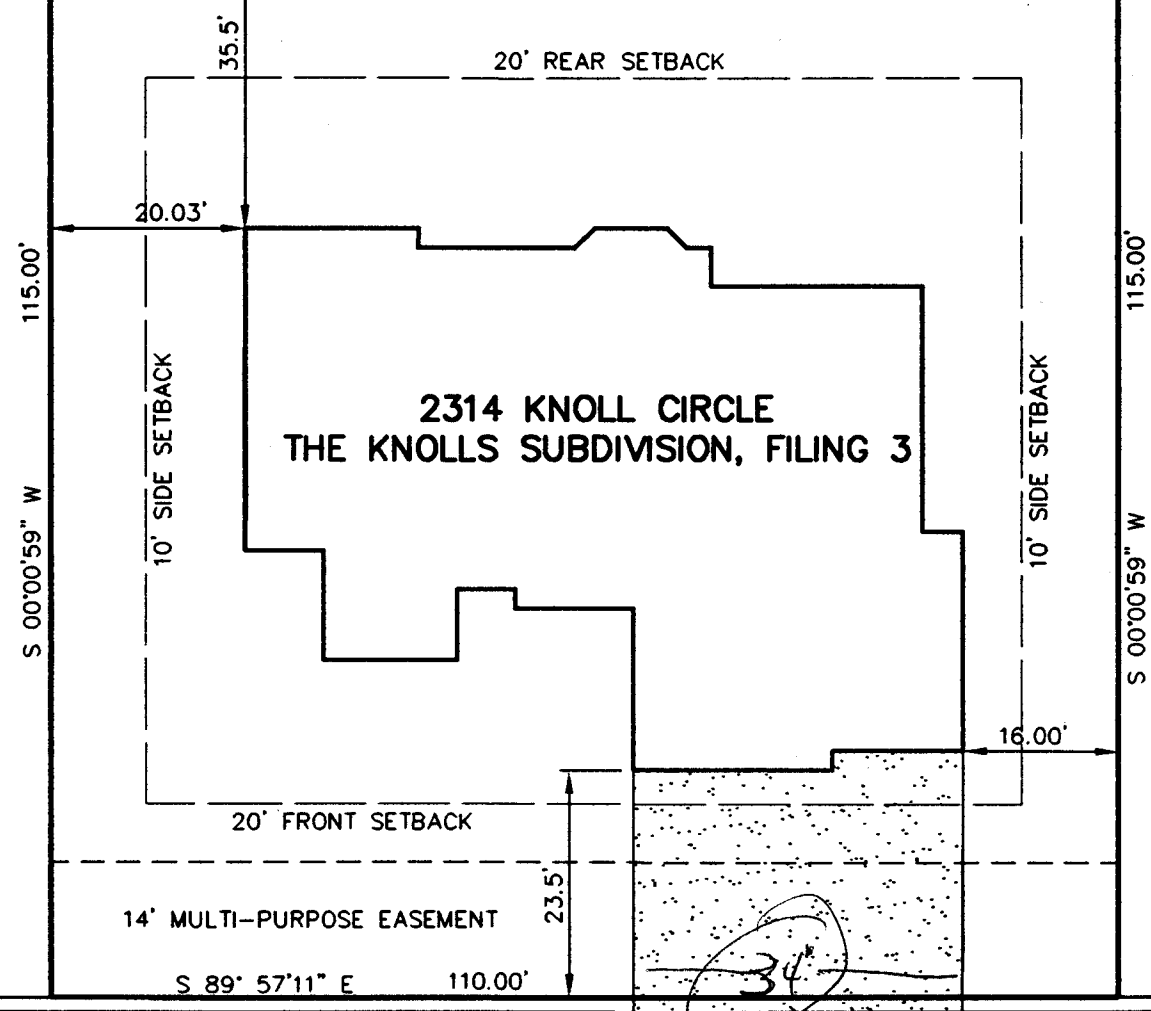 35.5'
20' REAR SETBACK
20.03'
115.00'
115.00'
10' SIDE SETBACK
10' SIDE SETBACK
2314 KNOLL CIRCLE
THE KNOLLS SUBDIVISION, FILING 3
S 00°00'59" W
S 00°00'59" W
16.00'
20' FRONT SETBACK
23.5'
14' MULTI-PURPOSE EASEMENT
34'
S 89° 57'11" E 110.00'